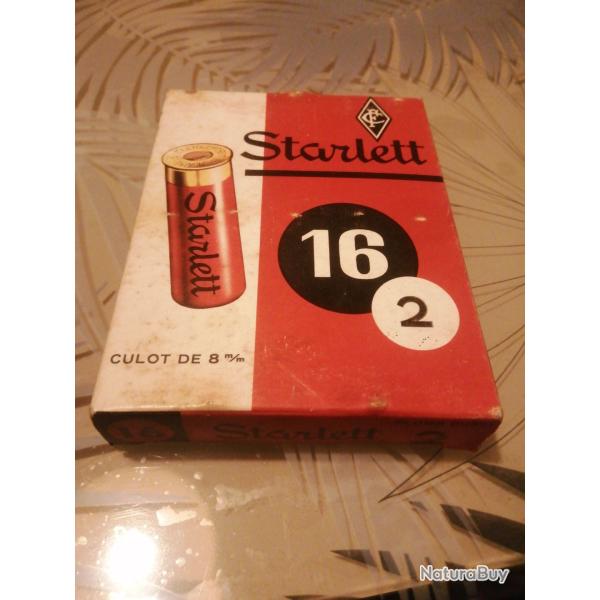 Starlett
Starlett
16
2
CULOT DE 8 m/m
16 Starlett 2
NaturaBuy